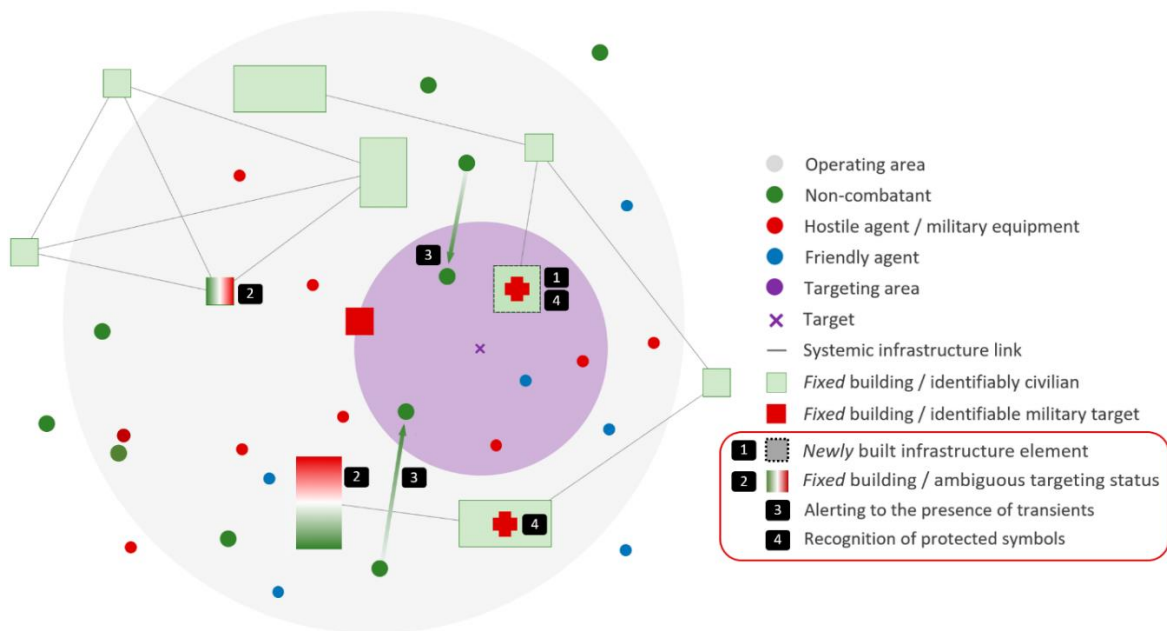 Operating area
Non-combatant
Hostile agent / military equipment
Friendly agent
Targeting area
Target
Systemic infrastructure link
Fixed building / identifiably civilian
Fixed building / identifiable military target
1 Newly built infrastructure element
2 Fixed building / ambiguous targeting status
3 Alerting to the presence of transients
4 Recognition of protected symbols
3
1
4
2
2
3
4